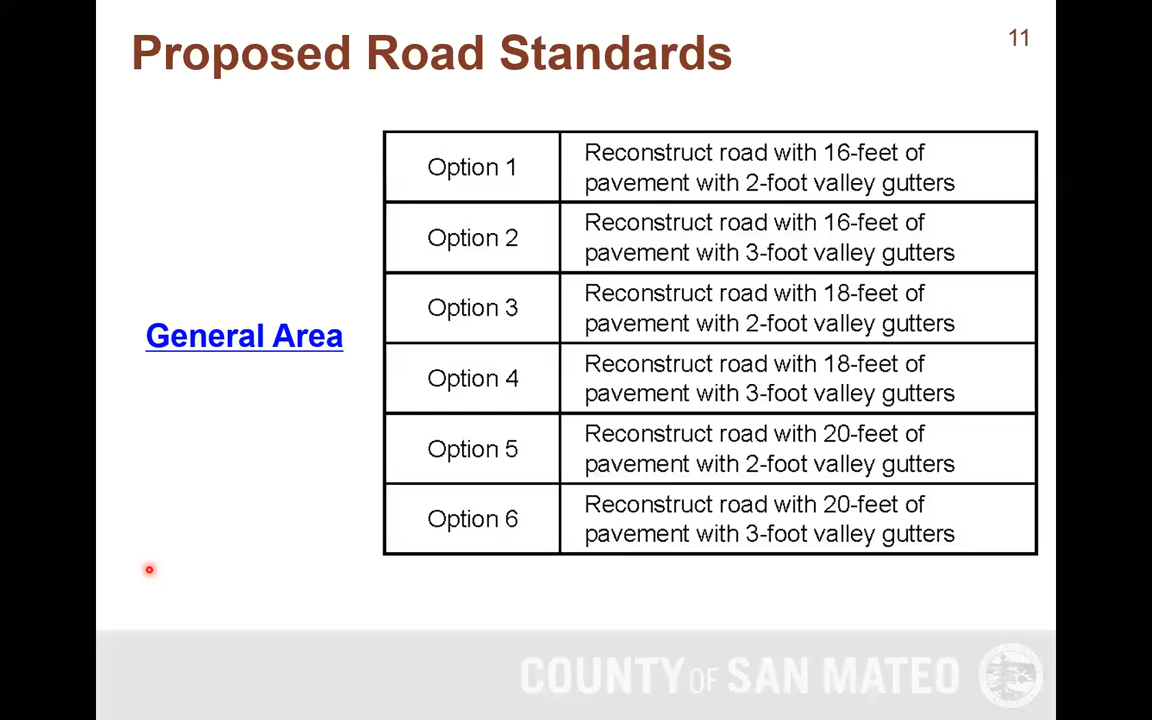 Proposed Road Standards
11
General Area
Option 1
Reconstruct road with 16-feet of
pavement with 2-foot valley gutters
Option 2
Reconstruct road with 16-feet of
pavement with 3-foot valley gutters
Option 3
Reconstruct road with 18-feet of
pavement with 2-foot valley gutters
Option 4
Reconstruct road with 18-feet of
pavement with 3-foot valley gutters
Option 5
Reconstruct road with 20-feet of
pavement with 2-foot valley gutters
Option 6
Reconstruct road with 20-feet of
pavement with 3-foot valley gutters
COUNTY OF SAN MATEO